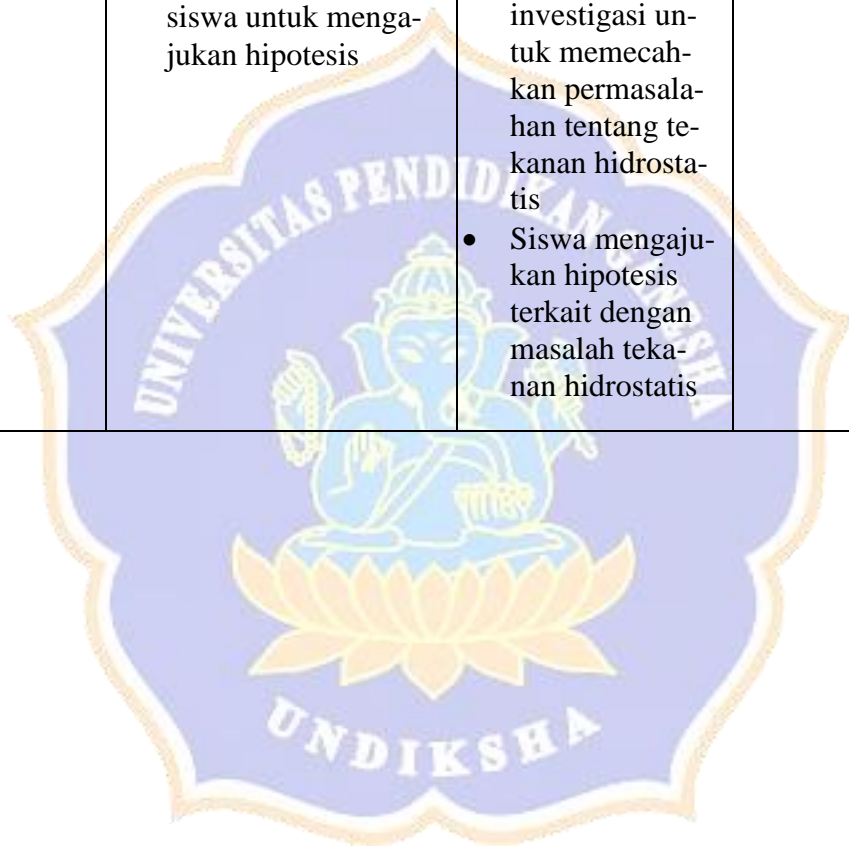 siswa untuk menga-
jukan hipotesis
investigasi un-
tuk memecah-
kan permasala-
han tentang te-
kanan hidrosta-
tis
• Siswa mengaju-
kan hipotesis
terkait dengan
masalah teka-
nan hidrostatis
UNIVERSITAS PENDIDIKAN GANESHA
UNDIKSHA